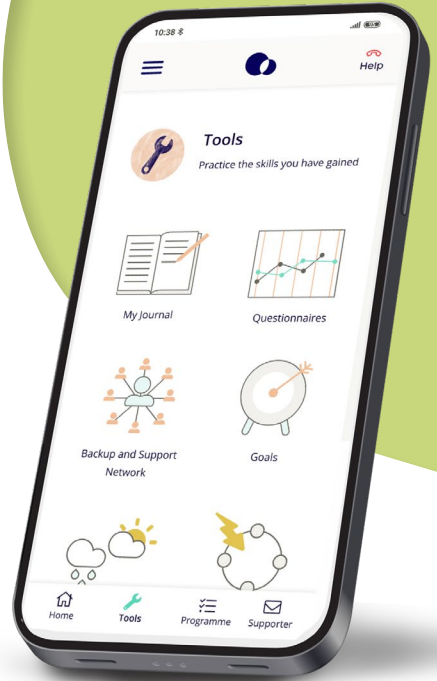 10:38
Help
Tools
Practice the skills you have gained
My Journal
Questionnaires
Backup and Support
Network
Goals
Home
Tools
Programme
Supporter